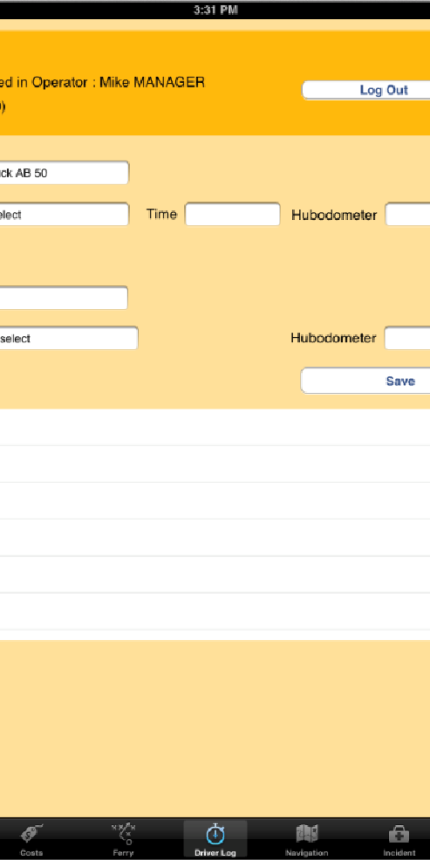 3:31 PM
ed in Operator : Mike MANAGER
)
Log Out
ck AB 50
elect
Time
Hubodometer
select
Hubodometer
Save
Costs
Ferry
Driver Log
Navigation
Incident